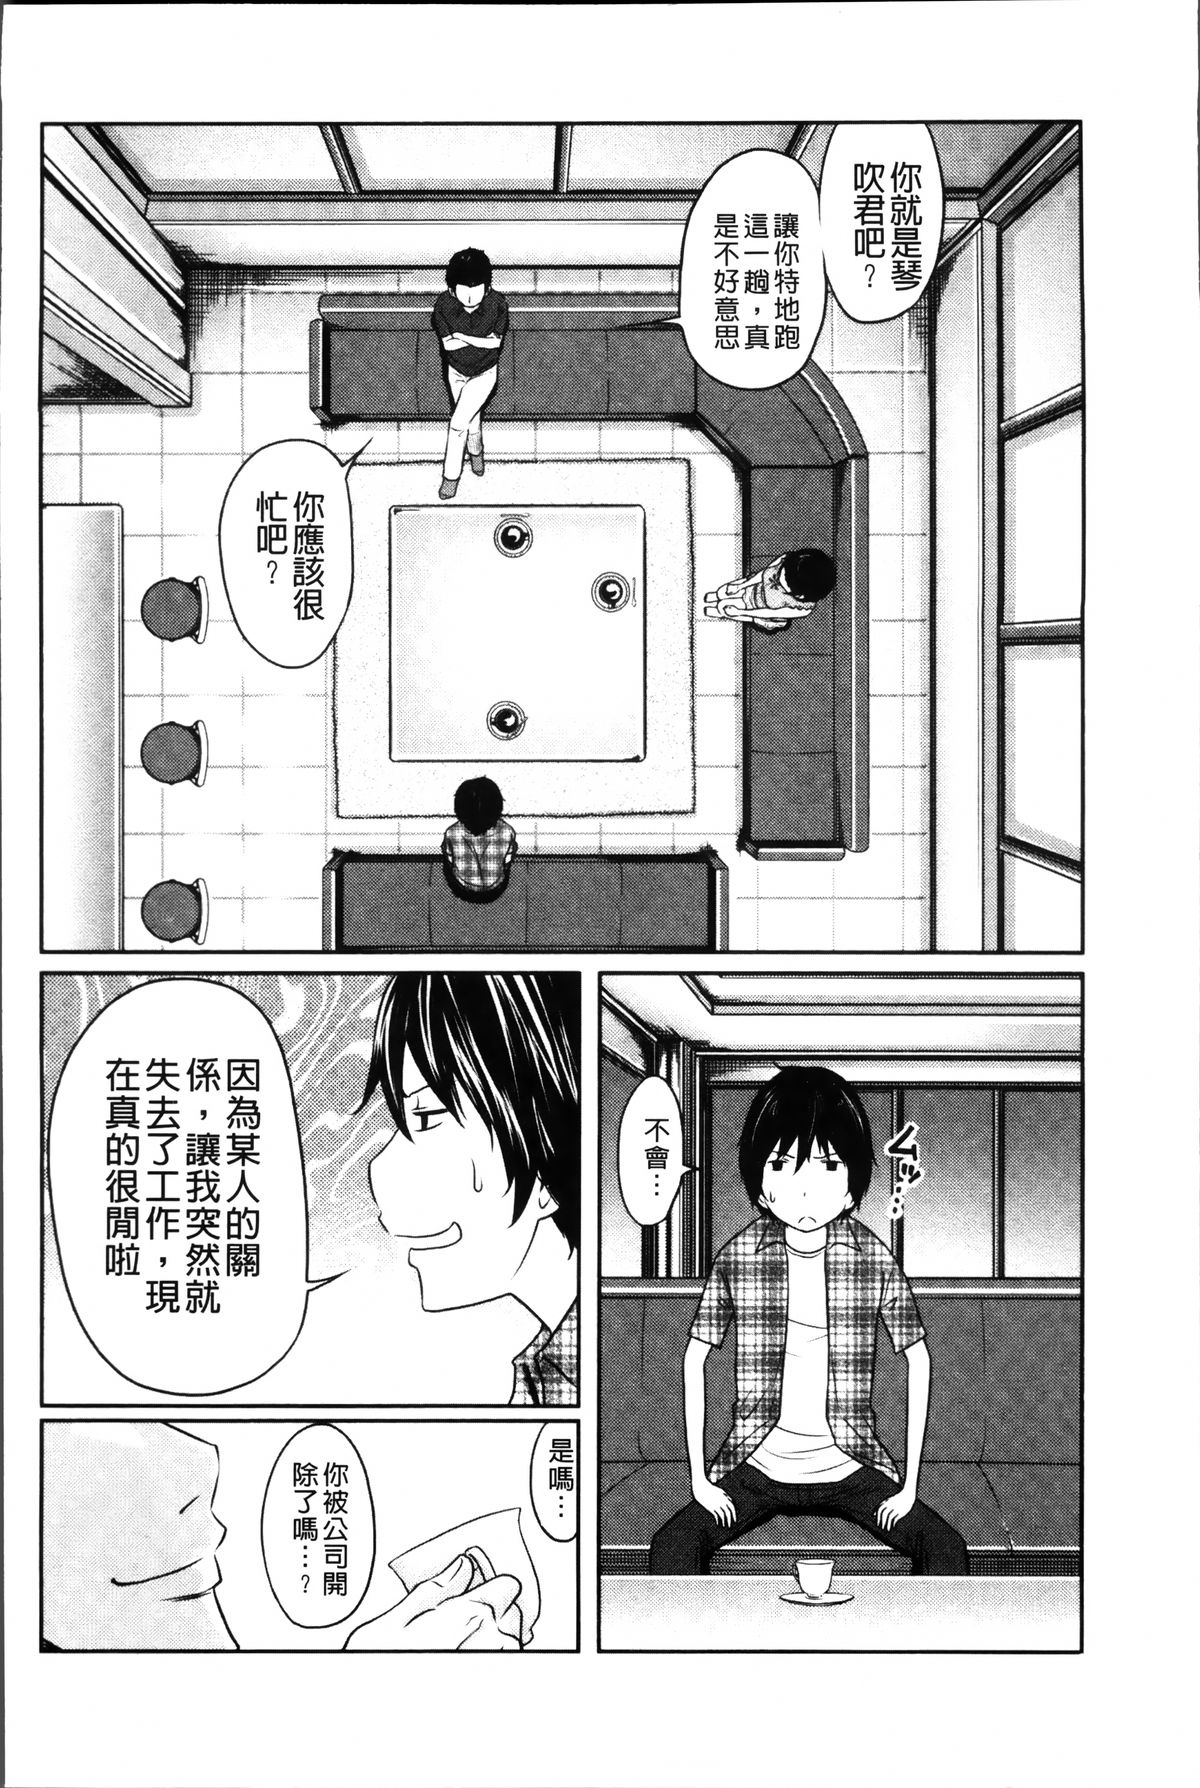 你就是琴
吹君吧？
讓你特地跑
這一趟，真
是不好意思
你應該很
忙吧？
ムッ…
不會…
因為某人的關
係，讓我突然就
失去了工作，現
在真的很閒啦
是嗎…
你被公司開
除了嗎…？